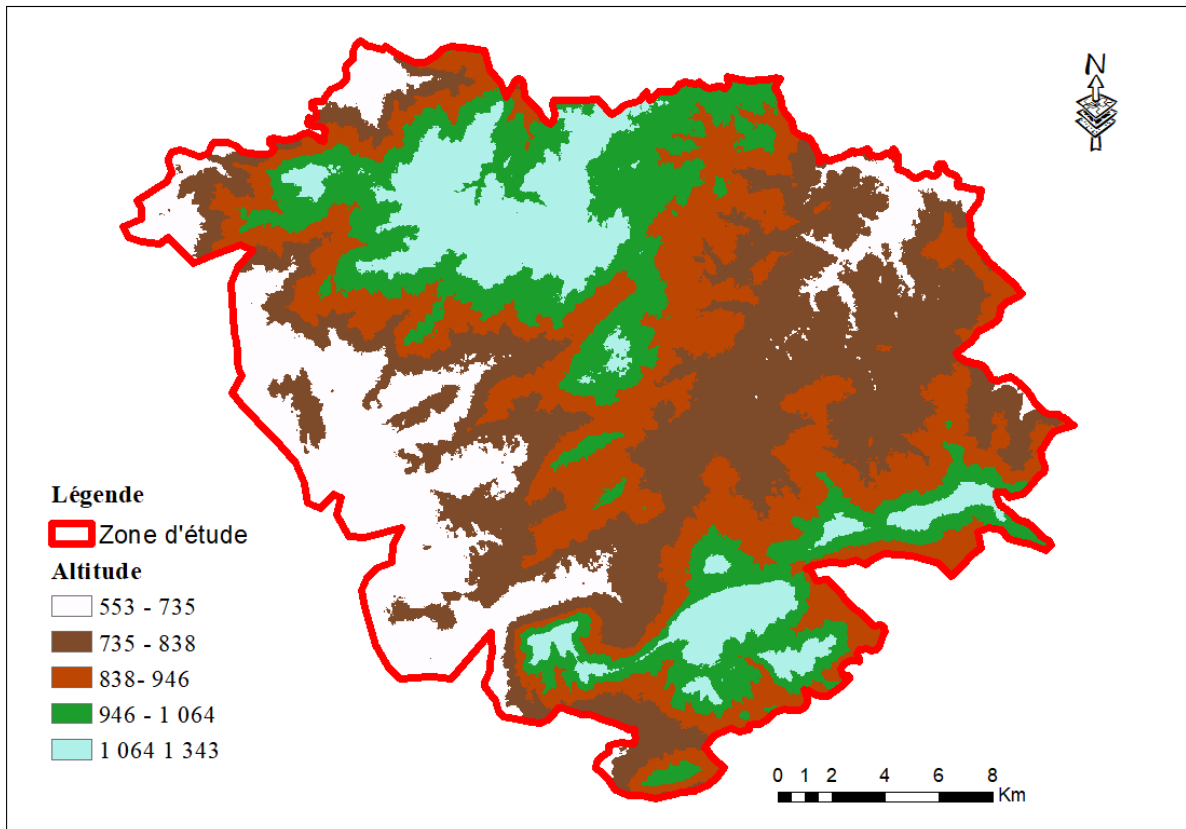 N
Légende
Zone d'étude
Altitude
553 - 735
735 - 838
838- 946
946 - 1 064
1 064 1 343
0 1 2 4 6 8
Km